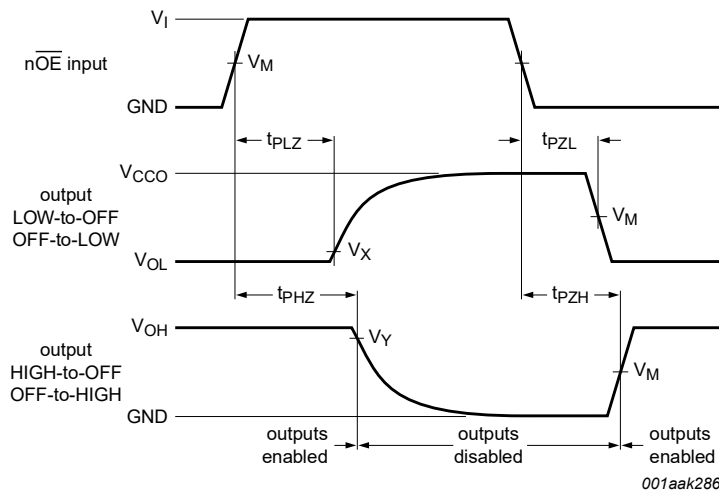 V_I
nOE input
V_M
GND
t_PLZ
t_PZL
V_CCO
output
LOW-to-OFF
OFF-to-LOW
V_M
V_X
V_OL
t_PHZ
t_PZH
V_OH
V_Y
output
HIGH-to-OFF
OFF-to-HIGH
V_M
GND
outputs
enabled
outputs
disabled
outputs
enabled
001aak286